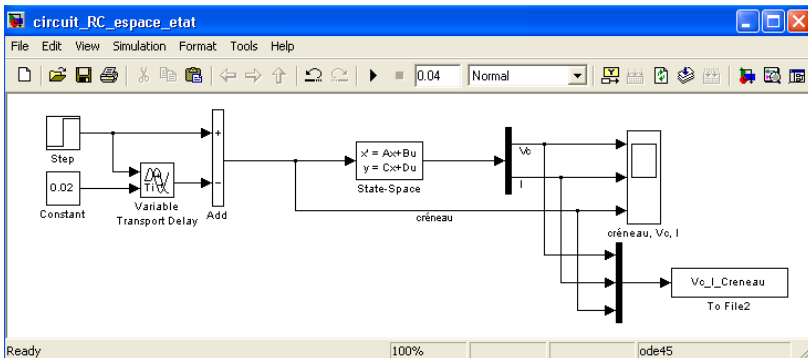 circuit_RC_espace_etat
File Edit View Simulation Format Tools Help
0.04 Normal
Step
+
−
Add
0.02
Constant
Ti
Variable
Transport Delay
x' = Ax+Bu
y = Cx+Du
State-Space
Vc
I
créneau
créneau, Vc, I
Vc_I_Creneau
To File2
Ready 100% ode45